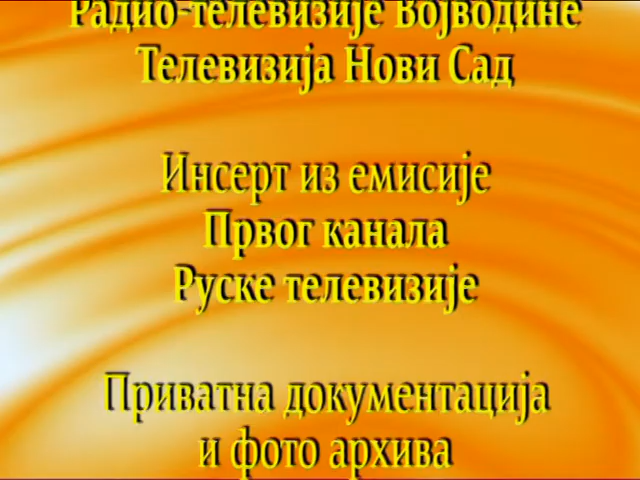 Радио-телевизије Војводине
Телевизија Нови Сад
Инсерт из емисије
Првог канала
Руске телевизије
Приватна документација
и фото архива